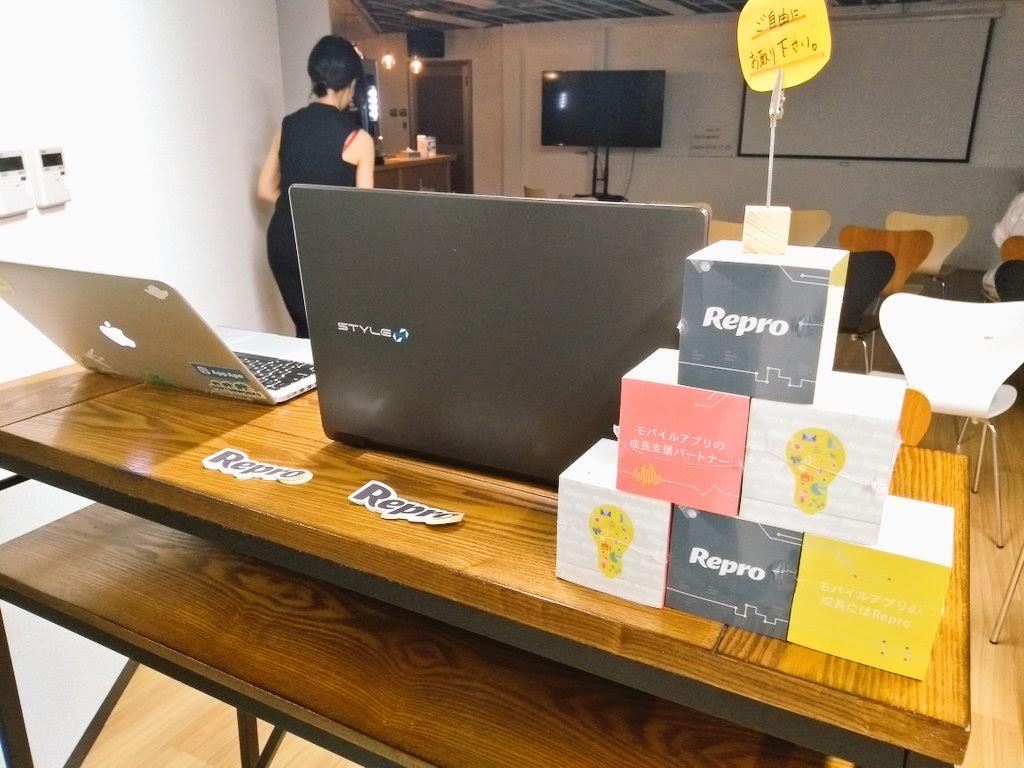 ご自由に
お取り下さい。
STYLE
Repro
モバイルアプリの
成長支援パートナー
Repro
Repro
Repro
モバイルアプリの
成長にはRepro